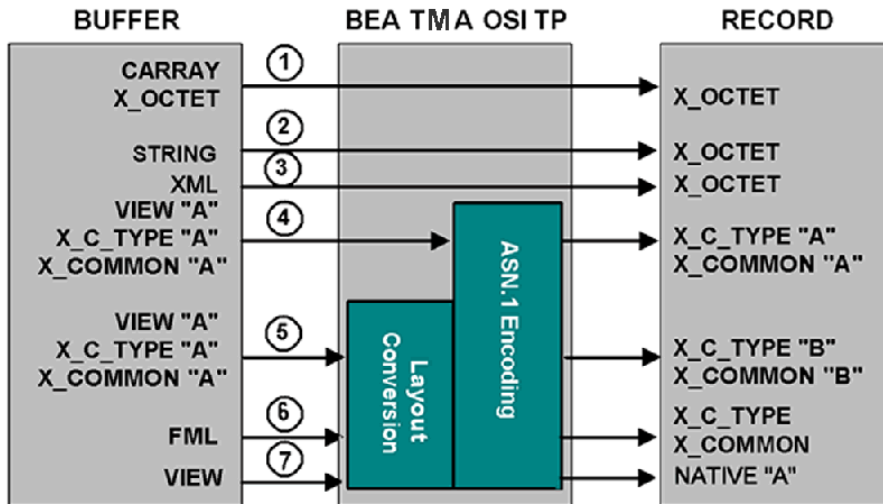 BUFFER
BEA TMA OSI TP
RECORD
CARRAY
X_OCTET
1
X_OCTET
STRING
2
X_OCTET
XML
3
X_OCTET
VIEW "A"
X_C_TYPE "A"
X_COMMON "A"
4
X_C_TYPE "A"
X_COMMON "A"
VIEW "A"
X_C_TYPE "A"
X_COMMON "A"
5
Layout
Conversion
ASN.1 Encoding
X_C_TYPE "B"
X_COMMON "B"
FML
6
X_C_TYPE
X_COMMON
VIEW
7
NATIVE "A"